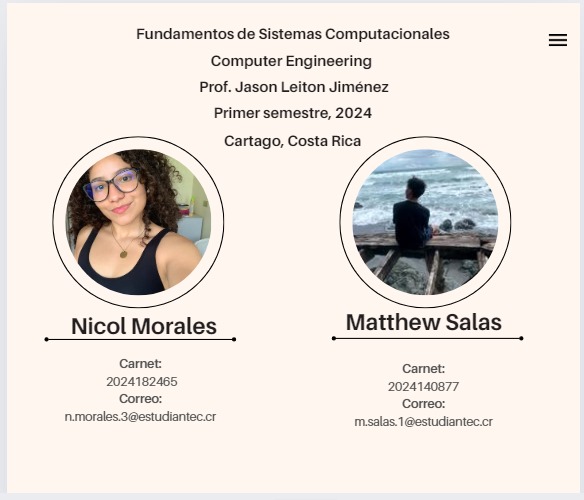 Fundamentos de Sistemas Computacionales
Computer Engineering
Prof. Jason Leiton Jiménez
Primer semestre, 2024
Cartago, Costa Rica
Nicol Morales
Carnet:
2024182465
Correo:
n.morales.3@estudiantec.cr
Matthew Salas
Carnet:
2024140877
Correo:
m.salas.1@estudiantec.cr